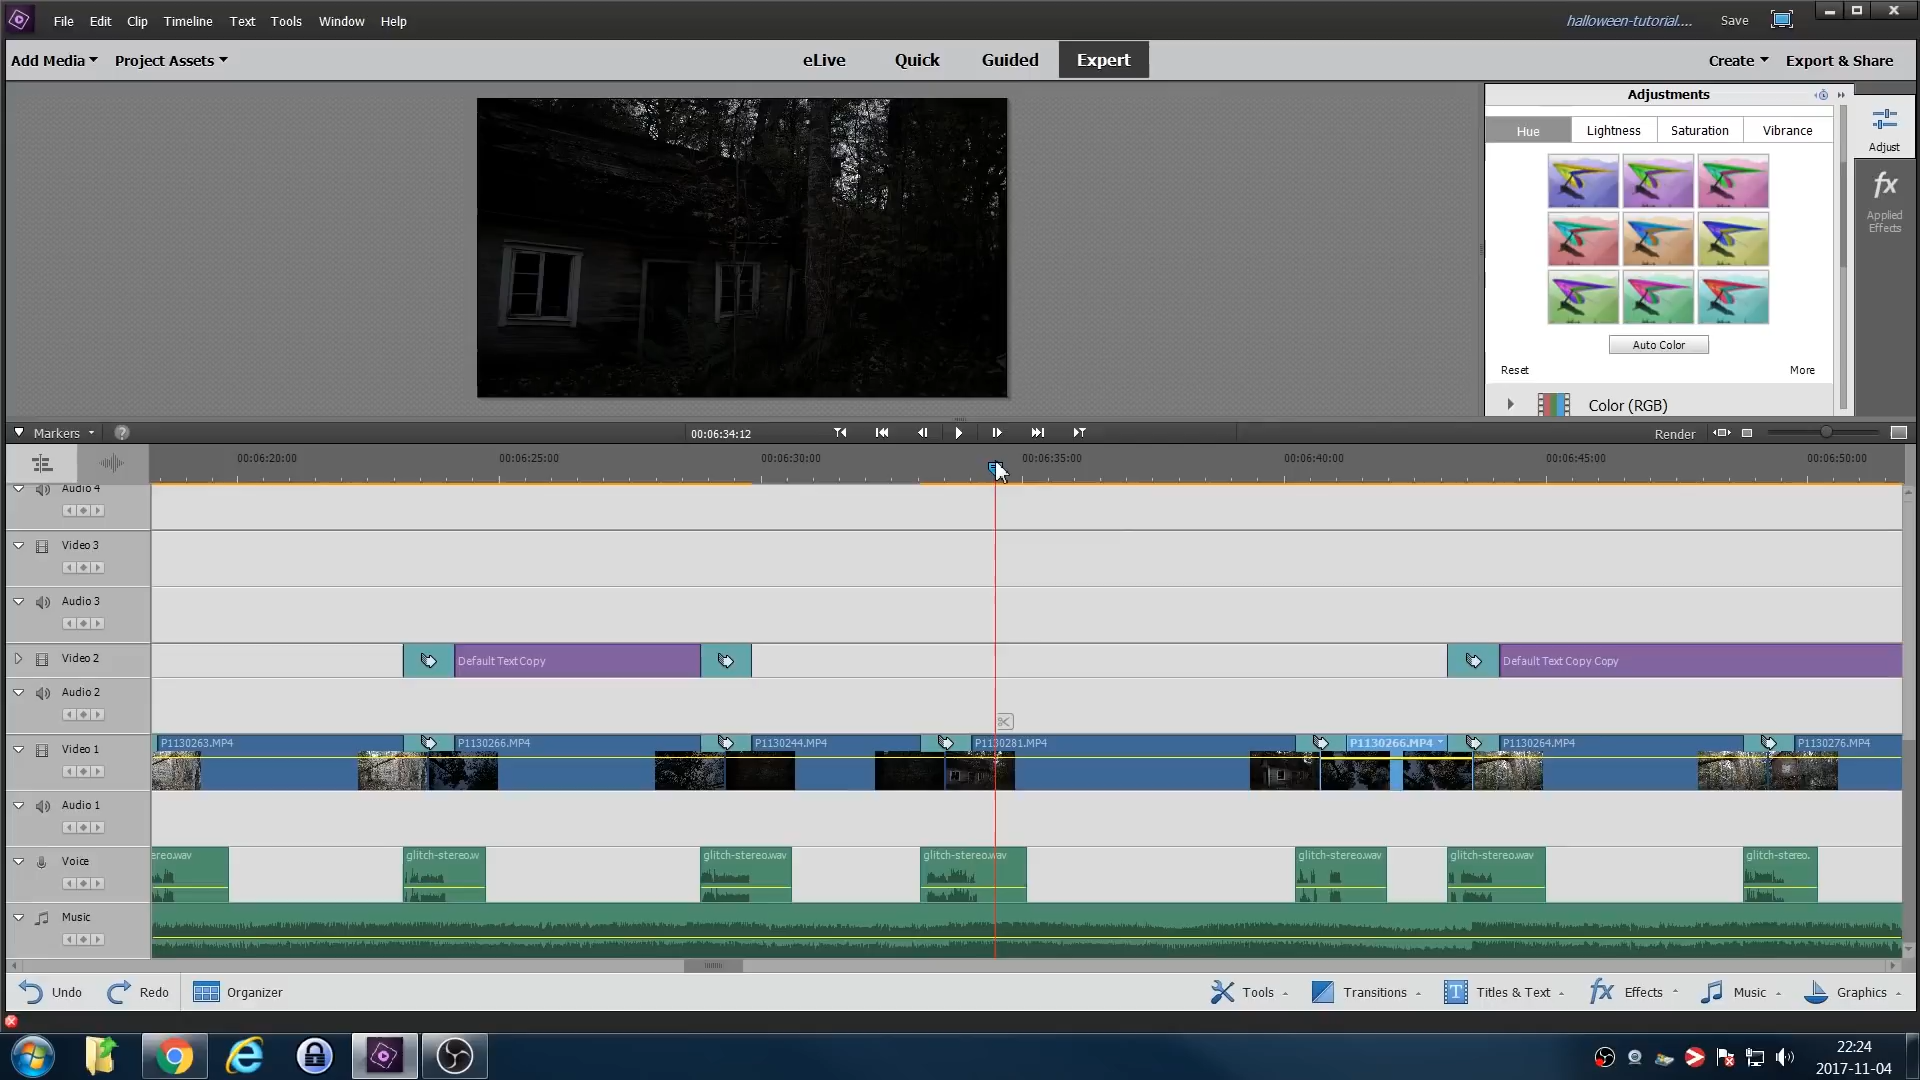 File Edit Clip Timeline Text Tools Window Help
halloween-tutorial.... Save
Add Media Project Assets
eLive Quick Guided Expert
Create Export & Share
Adjustments
Hue Lightness Saturation Vibrance
Auto Color
Reset More
Color (RGB)
Adjust
fx
Applied
Effects
Markers ? 00:06:34:12 Render
00:06:20:00 00:06:25:00 00:06:30:00 00:06:35:00 00:06:40:00 00:06:45:00 00:06:50:00
Audio 4
Video 3
Audio 3
Video 2 Default Text Copy Default Text Copy Copy
Audio 2
Video 1 P1130263.MP4 P1130266.MP4 P1130244.MP4 P1130281.MP4 P1130266.MP4 P1130264.MP4 P1130276.MP4
Audio 1
Voice ereo.wav glitch-stereo.w glitch-stereo.wav glitch-stereo.wav glitch-stereo.wav glitch-stereo.wav glitch-stereo.
Music
Undo Redo Organizer
Tools Transitions T Titles & Text fx Effects Music Graphics
22:24
2017-11-04